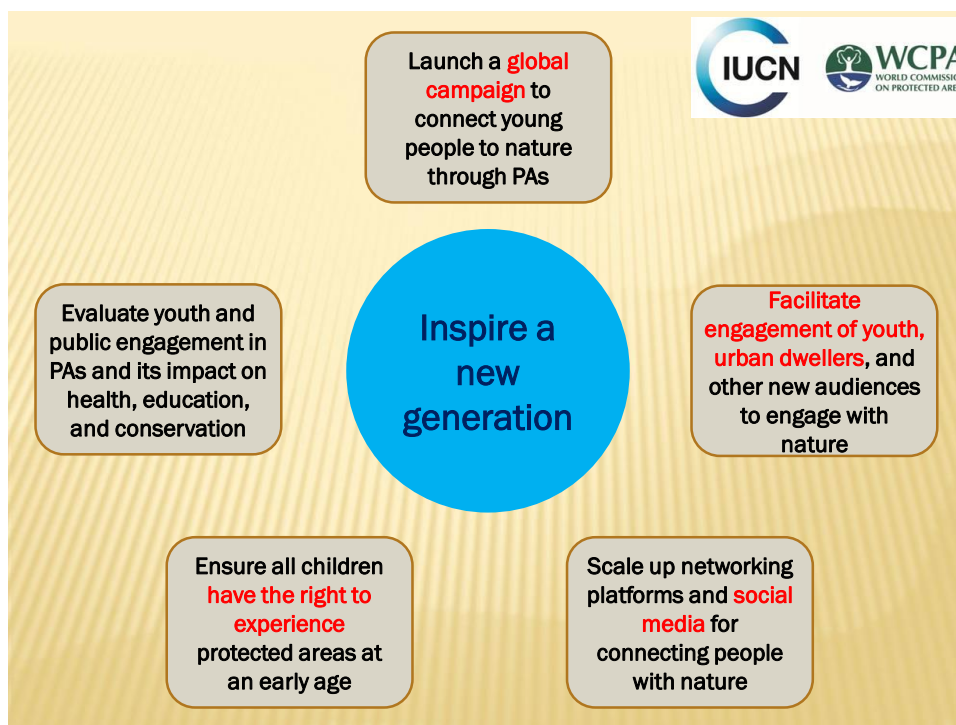 Launch a global
campaign to
connect young
people to nature
through PAs
IUCN
WCPA
WORLD COMMISSION
ON PROTECTED AREAS
Evaluate youth and
public engagement in
PAs and its impact on
health, education,
and conservation
Inspire a
new
generation
Facilitate
engagement of youth,
urban dwellers, and
other new audiences
to engage with
nature
Ensure all children
have the right to
experience
protected areas at
an early age
Scale up networking
platforms and social
media for
connecting people
with nature